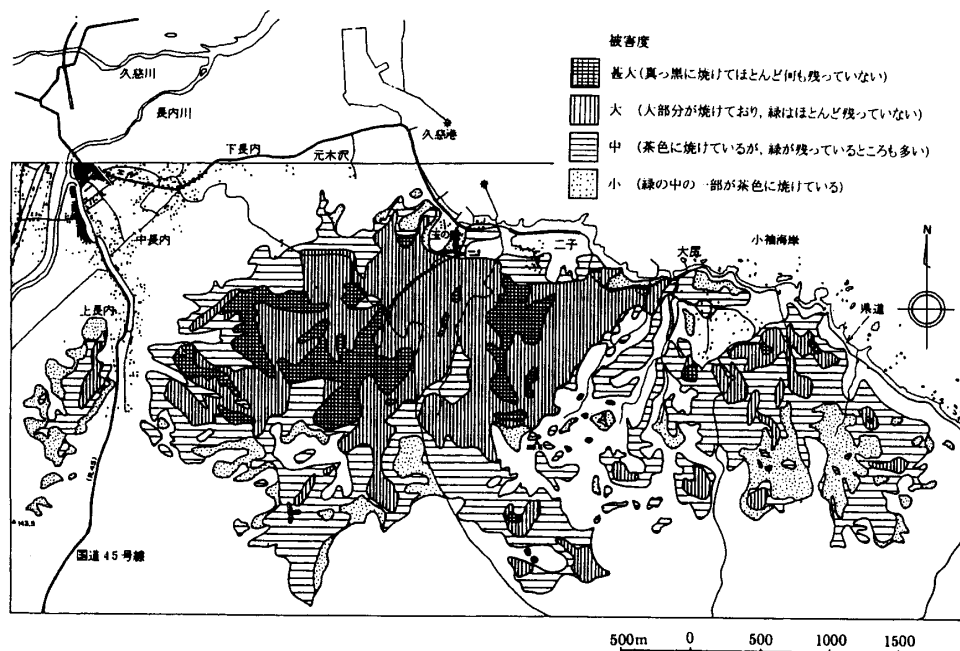 被害度
甚大(真っ黒に焼けてほとんど何も残っていない)
大 (大部分が焼けており, 緑はほとんど残っていない)
中 (茶色に焼けているが, 緑が残っているところも多い)
小 (緑の中の一部が茶色に焼けている)
久慈川
長内川
久慈港
下長内
元木沢
中長内
二子
大尻
小袖海岸
N
県道
上長内
(R.45)
国道45号線
500m 0 500 1000 1500